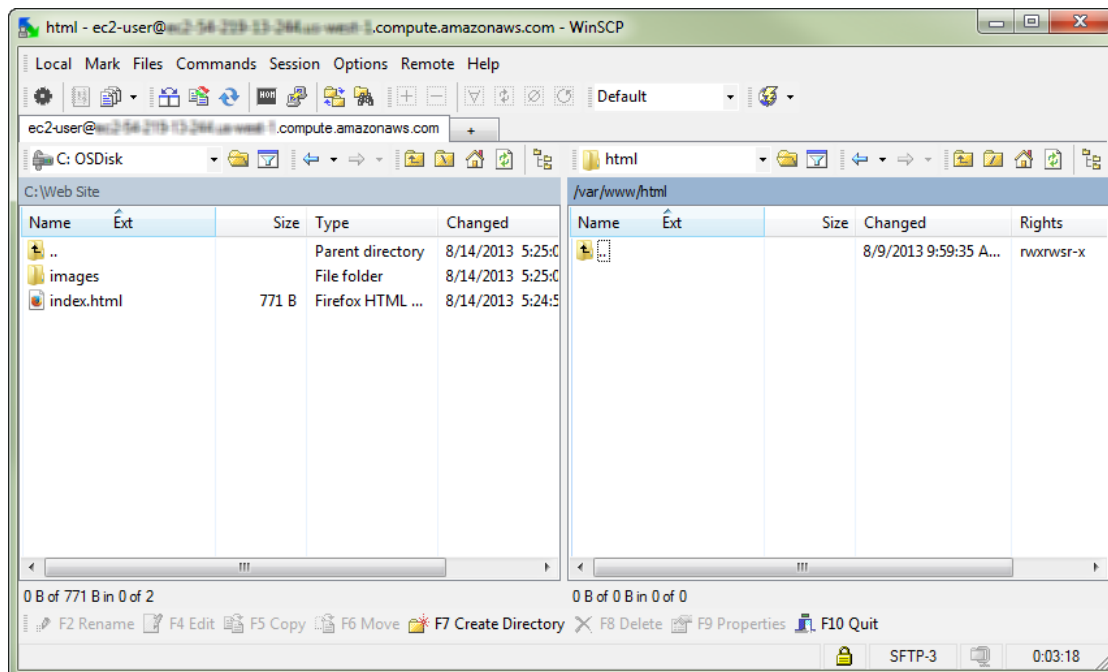 html - ec2-user@ .compute.amazonaws.com - WinSCP
Local Mark Files Commands Session Options Remote Help
Default
ec2-user@ .compute.amazonaws.com +
C: OSDisk html
C:\Web Site /var/www/html
Name Ext Size Type Changed Name Ext Size Changed Rights
.. Parent directory 8/14/2013 5:25:0 .. 8/9/2013 9:59:35 A... rwxrwsr-x
images File folder 8/14/2013 5:25:0
index.html 771 B Firefox HTML ... 8/14/2013 5:24:5
0 B of 771 B in 0 of 2 0 B of 0 B in 0 of 0
F2 Rename F4 Edit F5 Copy F6 Move F7 Create Directory F8 Delete F9 Properties F10 Quit
SFTP-3 0:03:18